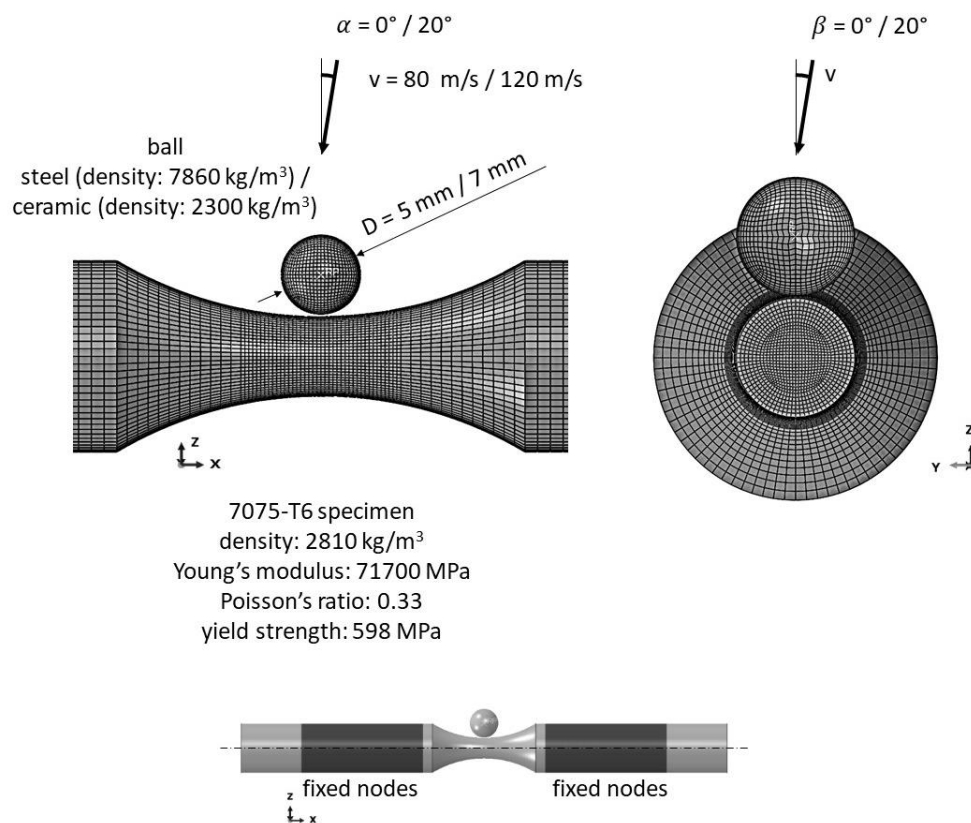 α = 0° / 20°
v = 80 m/s / 120 m/s
β = 0° / 20°
v
ball
steel (density: 7860 kg/m³) /
ceramic (density: 2300 kg/m³)
D = 5 mm / 7 mm
z
x
z
Y
7075-T6 specimen
density: 2810 kg/m³
Young’s modulus: 71700 MPa
Poisson’s ratio: 0.33
yield strength: 598 MPa
fixed nodes
fixed nodes
z
x